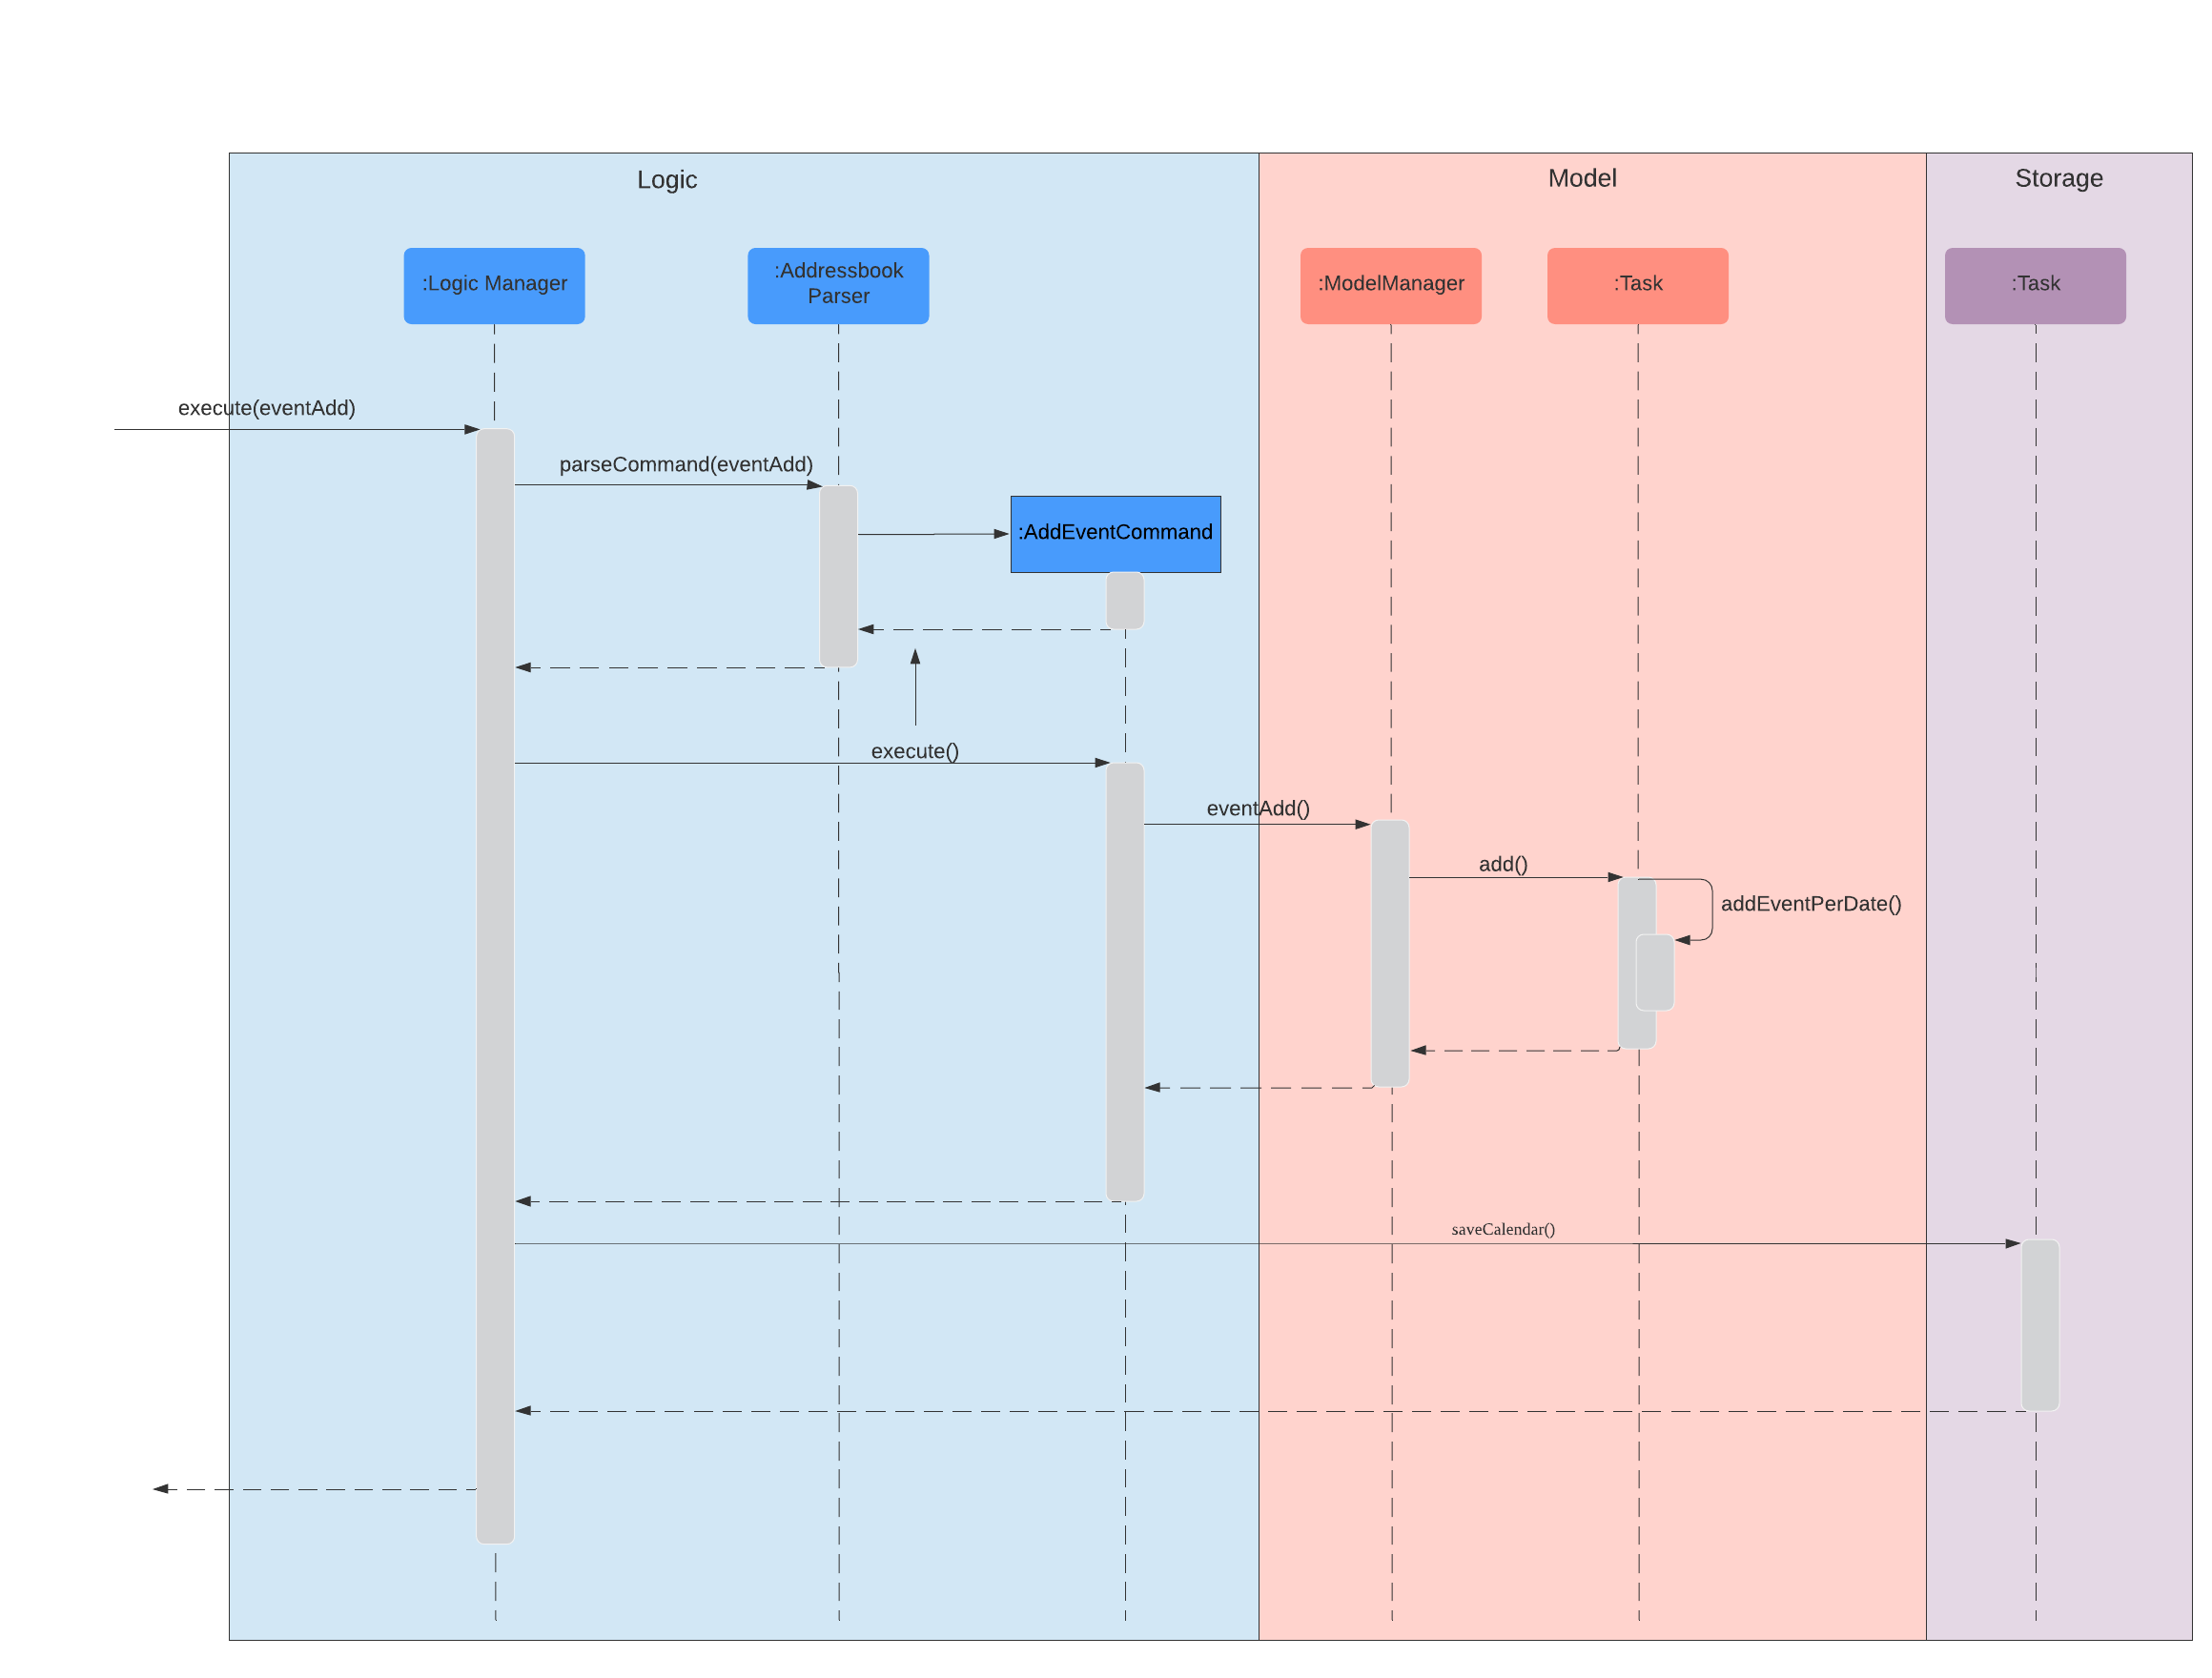 Logic
Model
Storage
:Logic Manager
:Addressbook
Parser
:ModelManager
:Task
:Task
execute(eventAdd)
parseCommand(eventAdd)
:AddEventCommand
execute()
eventAdd()
add()
addEventPerDate()
saveCalendar()